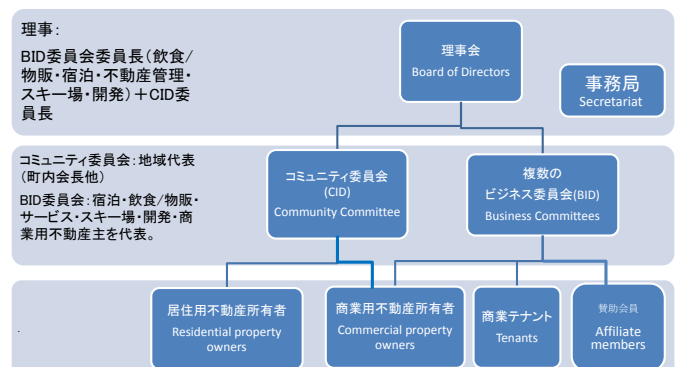 理事:
BID委員会委員長(飲食/
物販・宿泊・不動産管理・
スキー場・開発)+CID委
員長
理事会
Board of Directors
事務局
Secretariat
コミュニティ委員会:地域代表
(町内会長他)
BID委員会:宿泊・飲食/物販・
サービス・スキー場・開発・商
業用不動産主を代表。
コミュニティ委員会
(CID)
Community Committee
複数の
ビジネス委員会(BID)
Business Committees
.
居住用不動産所有者
Residential property
owners
商業用不動産所有者
Commercial property
owners
商業テナント
Tenants
賛助会員
Affiliate
members